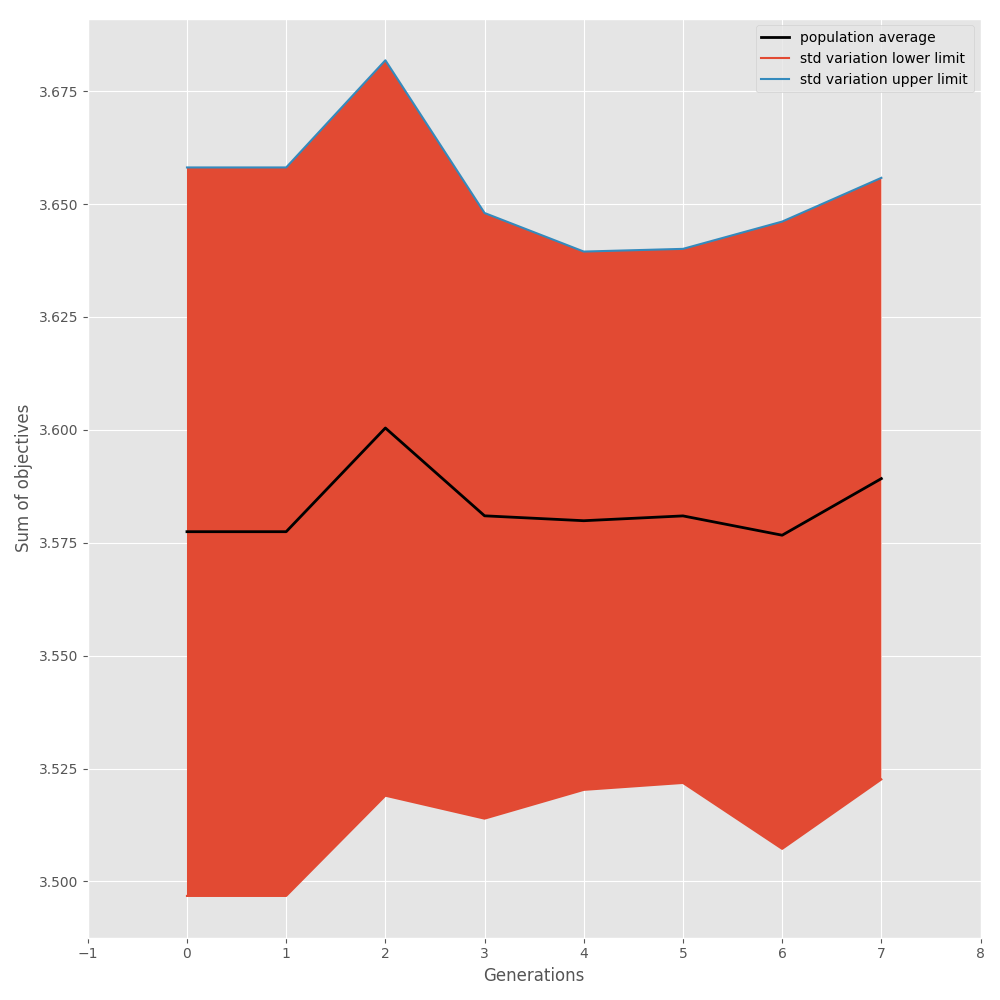 population average
std variation lower limit
std variation upper limit
3.675
3.650
3.625
3.600
3.575
3.550
3.525
3.500
Sum of objectives
−1 0 1 2 3 4 5 6 7 8
Generations